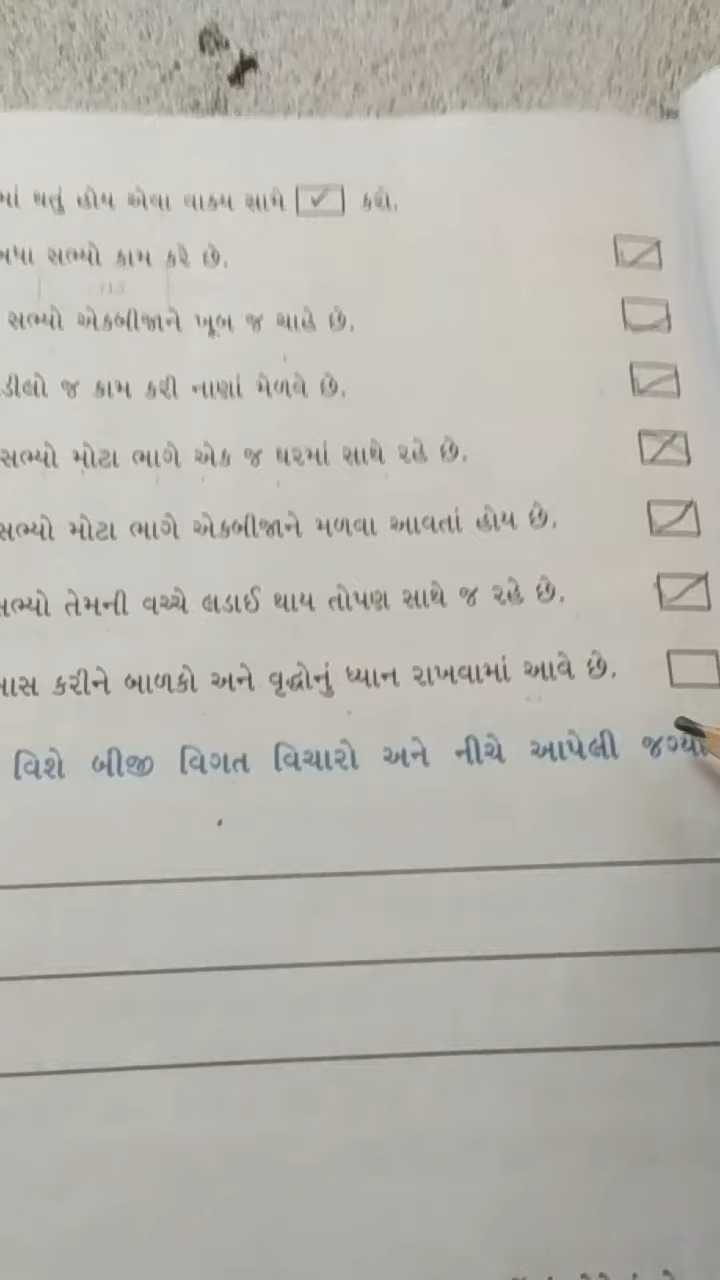 માં થતું હોય એવા વાક્ય સામે ✓ કરો.
બધા સભ્યો કામ કરે છે.
સભ્યો એકબીજાને ખૂબ જ ચાહે છે.
ડીલો જ કામ કરી નાણાં મેળવે છે.
સભ્યો મોટા ભાગે એક જ ઘરમાં સાથે રહે છે.
સભ્યો મોટા ભાગે એકબીજાને મળવા આવતાં હોય છે.
સભ્યો તેમની વચ્ચે લડાઈ થાય તોપણ સાથે જ રહે છે.
ખાસ કરીને બાળકો અને વૃદ્ધોનું ધ્યાન રાખવામાં આવે છે.
વિશે બીજી વિગત વિચારો અને નીચે આપેલી